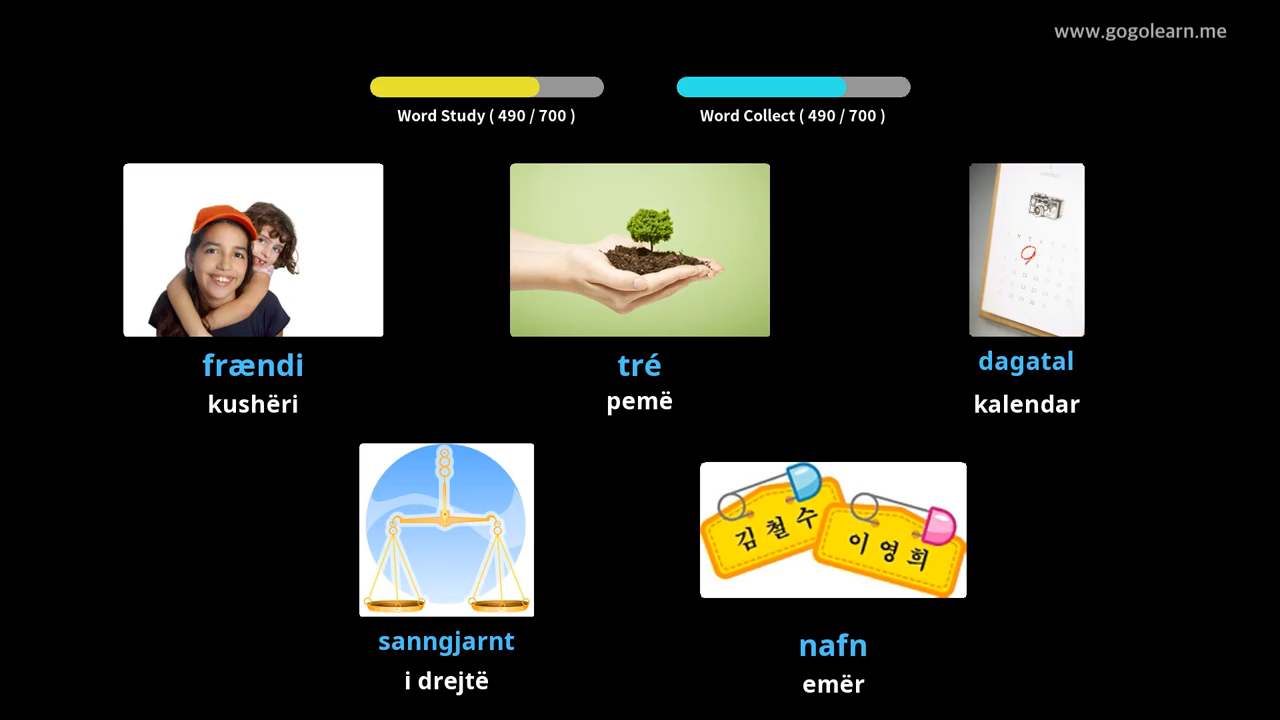 www.gogolearn.me
Word Study ( 490 / 700 )
Word Collect ( 490 / 700 )
frændi
kushëri
tré
pemë
dagatal
kalendar
sanngjarnt
i drejtë
김철수
이영희
nafn
emër